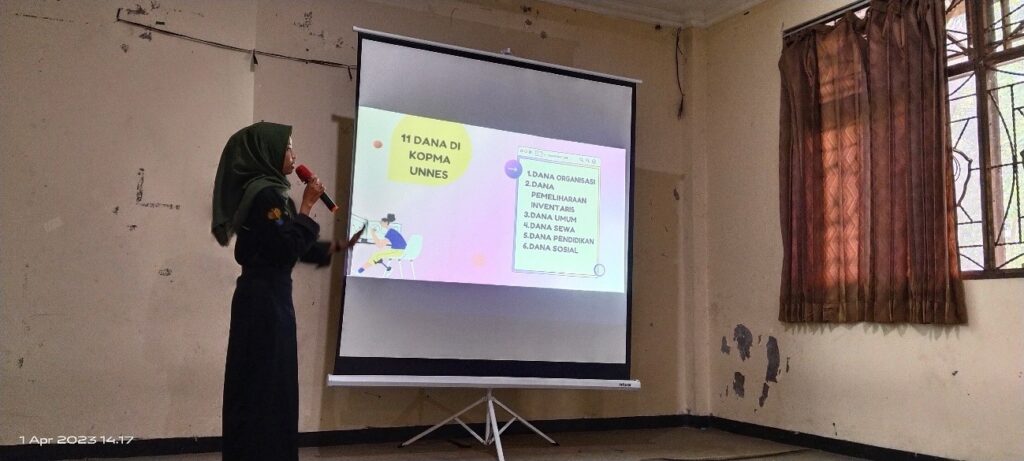 11 DANA DI
KOPMA
UNNES
1.DANA ORGANISASI
2.DANA
PEMELIHARAAN
INVENTARIS
3.DANA UMUM
4.DANA SEWA
5.DANA PENDIDIKAN
6.DANA SOSIAL
1 Apr 2023 14:17